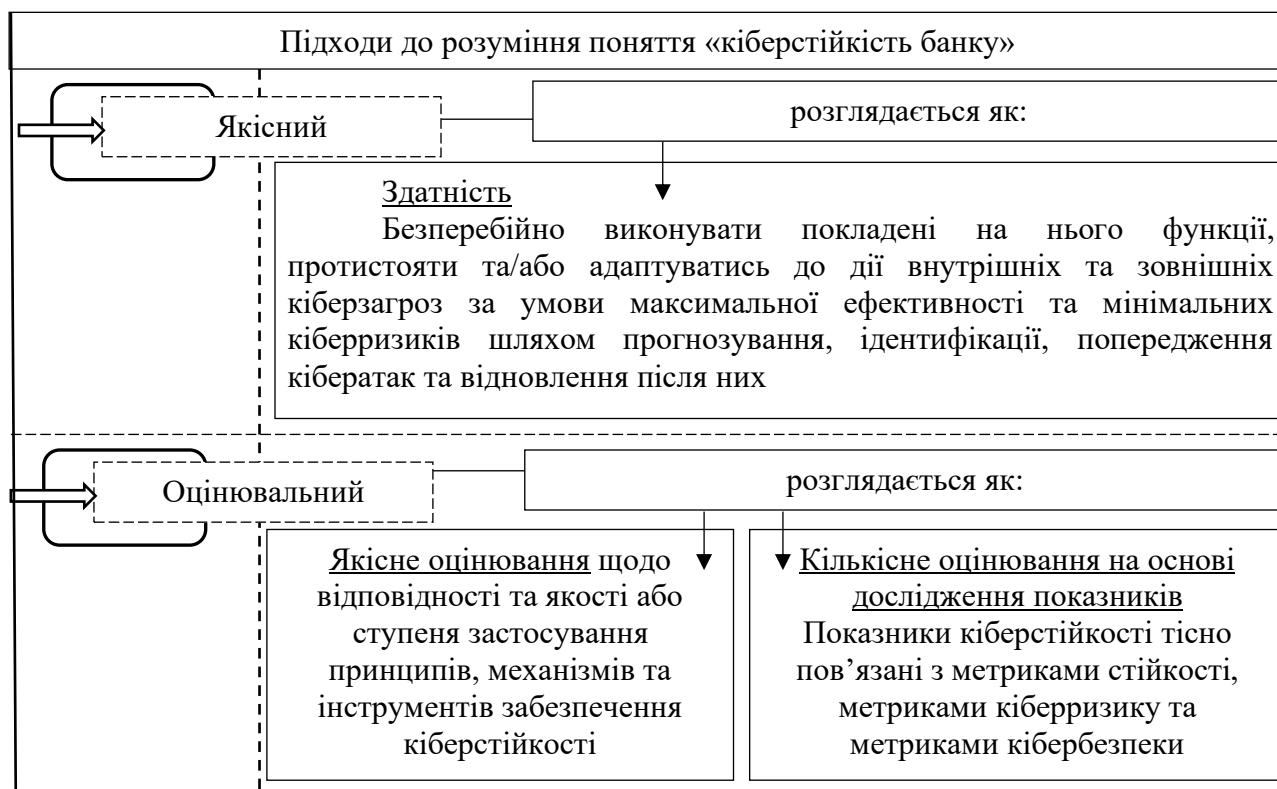 Підходи до розуміння поняття «кіберстійкість банку»
Якісний
розглядається як:
Здатність
Безперебійно виконувати покладені на нього функції,
протистояти та/або адаптуватись до дії внутрішніх та зовнішніх
кіберзагроз за умови максимальної ефективності та мінімальних
кіберризиків шляхом прогнозування, ідентифікації, попередження
кібератак та відновлення після них
Оцінювальний
розглядається як:
Якісне оцінювання щодо
відповідності та якості або
ступеня застосування
принципів, механізмів та
інструментів забезпечення
кіберстійкості
Кількісне оцінювання на основі
дослідження показників
Показники кіберстійкості тісно
пов’язані з метриками стійкості,
метриками кіберризику та
метриками кібербезпеки